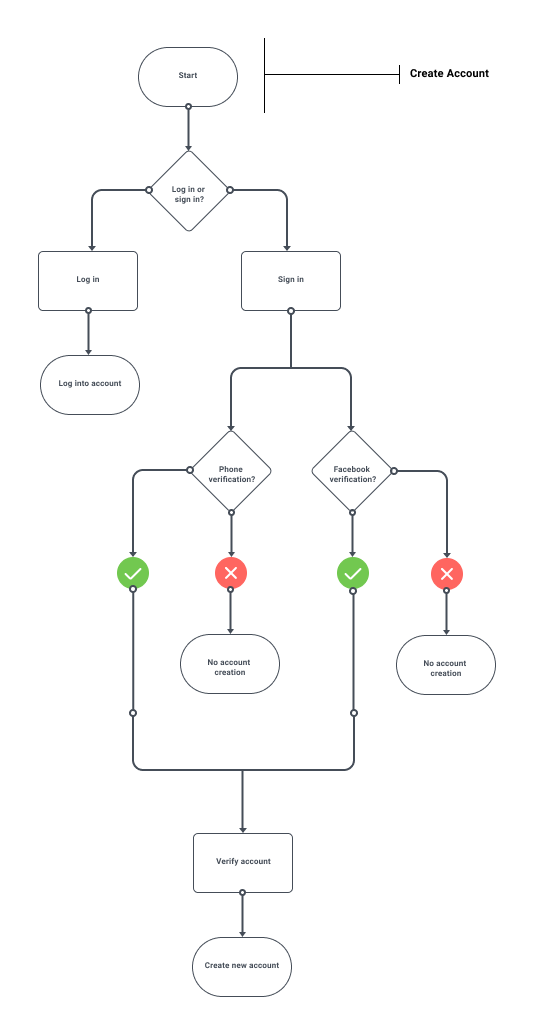 Start
Create Account
Log in or
sign in?
Log in
Sign in
Log into account
Phone
verification?
Facebook
verification?
No account
creation
No account
creation
Verify account
Create new account